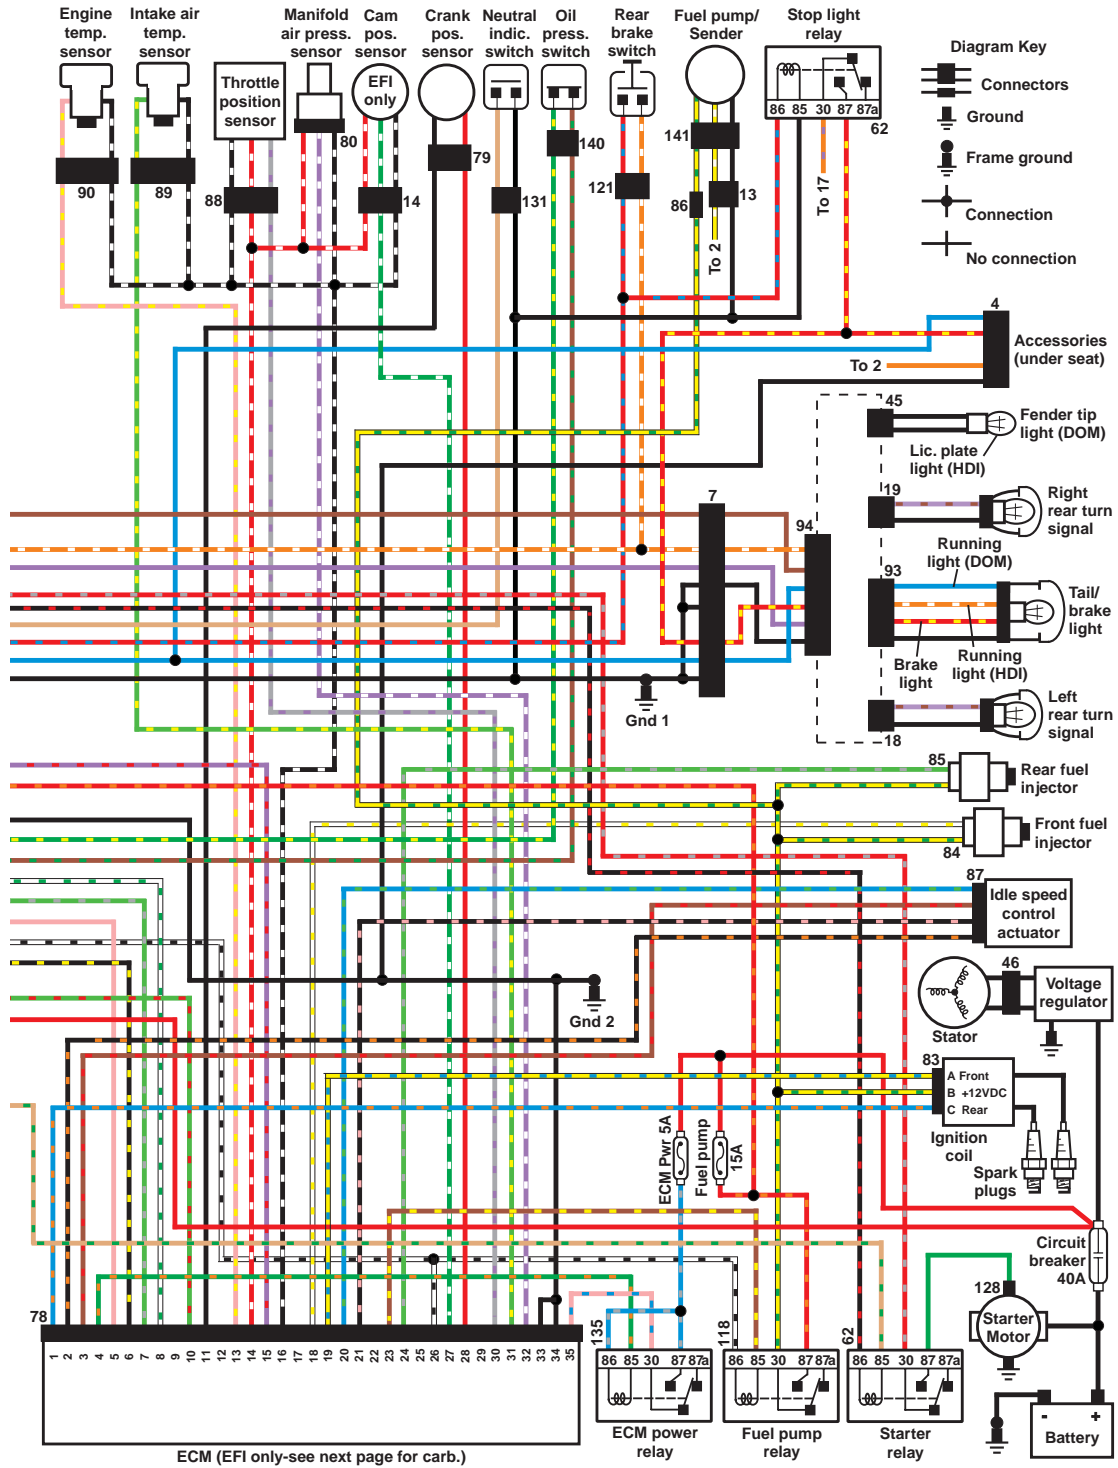 Engine
temp.
sensor
Intake air
temp.
sensor
Manifold
air press.
sensor
Cam
pos.
sensor
Crank
pos.
sensor
Neutral
indic.
switch
Oil
press.
switch
Rear
brake
switch
Fuel pump/
Sender
Stop light
relay
Diagram Key
Connectors
Ground
Frame ground
Connection
No connection
Throttle
position
sensor
EFI
only
86 85 30 87 87a
62
80
79
140
141
90
89
88
14
131
121
86
13
To 17
To 2
4
Accessories
(under seat)
To 2
45
Fender tip
light (DOM)
Lic. plate
light (HDI)
7
19
Right
rear turn
signal
94
93
Running
light (DOM)
Tail/
brake
light
Brake
light
Running
light (HDI)
Gnd 1
18
Left
rear turn
signal
85
Rear fuel
injector
84
Front fuel
injector
87
Idle speed
control
actuator
46
Voltage
regulator
Stator
Gnd 2
83
A Front
B +12VDC
C Rear
Ignition
coil
Spark
plugs
ECM Pwr 5A
Fuel pump
15A
Circuit
breaker
40A
128
Starter
Motor
78
135
118
62
1 2 3 4 5 6 7 8 9 10 11 12 13 14 15 16 17 18 19 20 21 22 23 24 25 26 27 28 29 30 31 32 33 34 35
86 85 30 87 87a
86 85 30 87 87a
86 85 30 87 87a
ECM power
relay
Fuel pump
relay
Starter
relay
- +
Battery
ECM (EFI only-see next page for carb.)